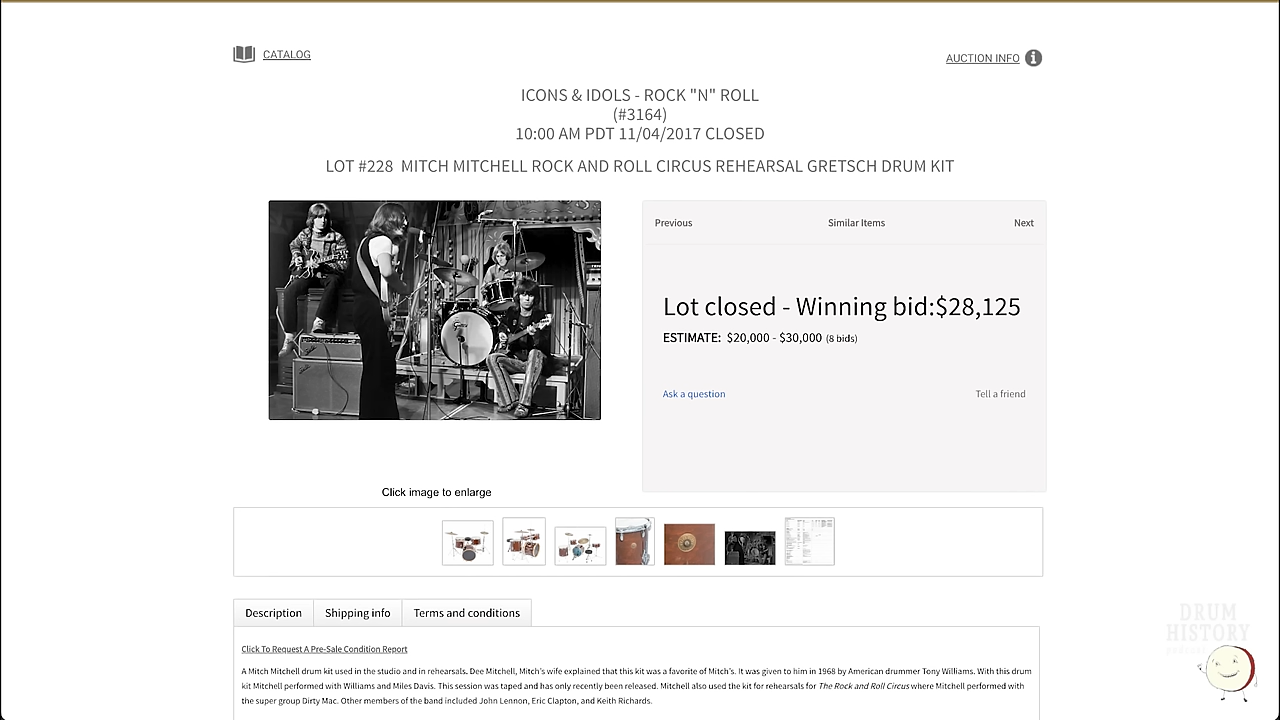 CATALOG
AUCTION INFO
ICONS & IDOLS - ROCK "N" ROLL
(#3164)
10:00 AM PDT 11/04/2017 CLOSED
LOT #228 MITCH MITCHELL ROCK AND ROLL CIRCUS REHEARSAL GRETSCH DRUM KIT
Previous
Similar Items
Next
Lot closed - Winning bid:$28,125
ESTIMATE: $20,000 - $30,000 (8 bids)
Ask a question
Tell a friend
Click image to enlarge
Description
Shipping info
Terms and conditions
Click To Request A Pre-Sale Condition Report
A Mitch Mitchell drum kit used in the studio and in rehearsals. Dee Mitchell, Mitch's wife explained that this kit was a favorite of Mitch's. It was given to him in 1968 by American drummer Tony Williams. With this drum
kit Mitchell performed with Williams and Miles Davis. This session was taped and has only recently been released. Mitchell also used the kit for rehearsals for The Rock and Roll Circus where Mitchell performed with
the super group Dirty Mac. Other members of the band included John Lennon, Eric Clapton, and Keith Richards.
DRUM
HISTORY